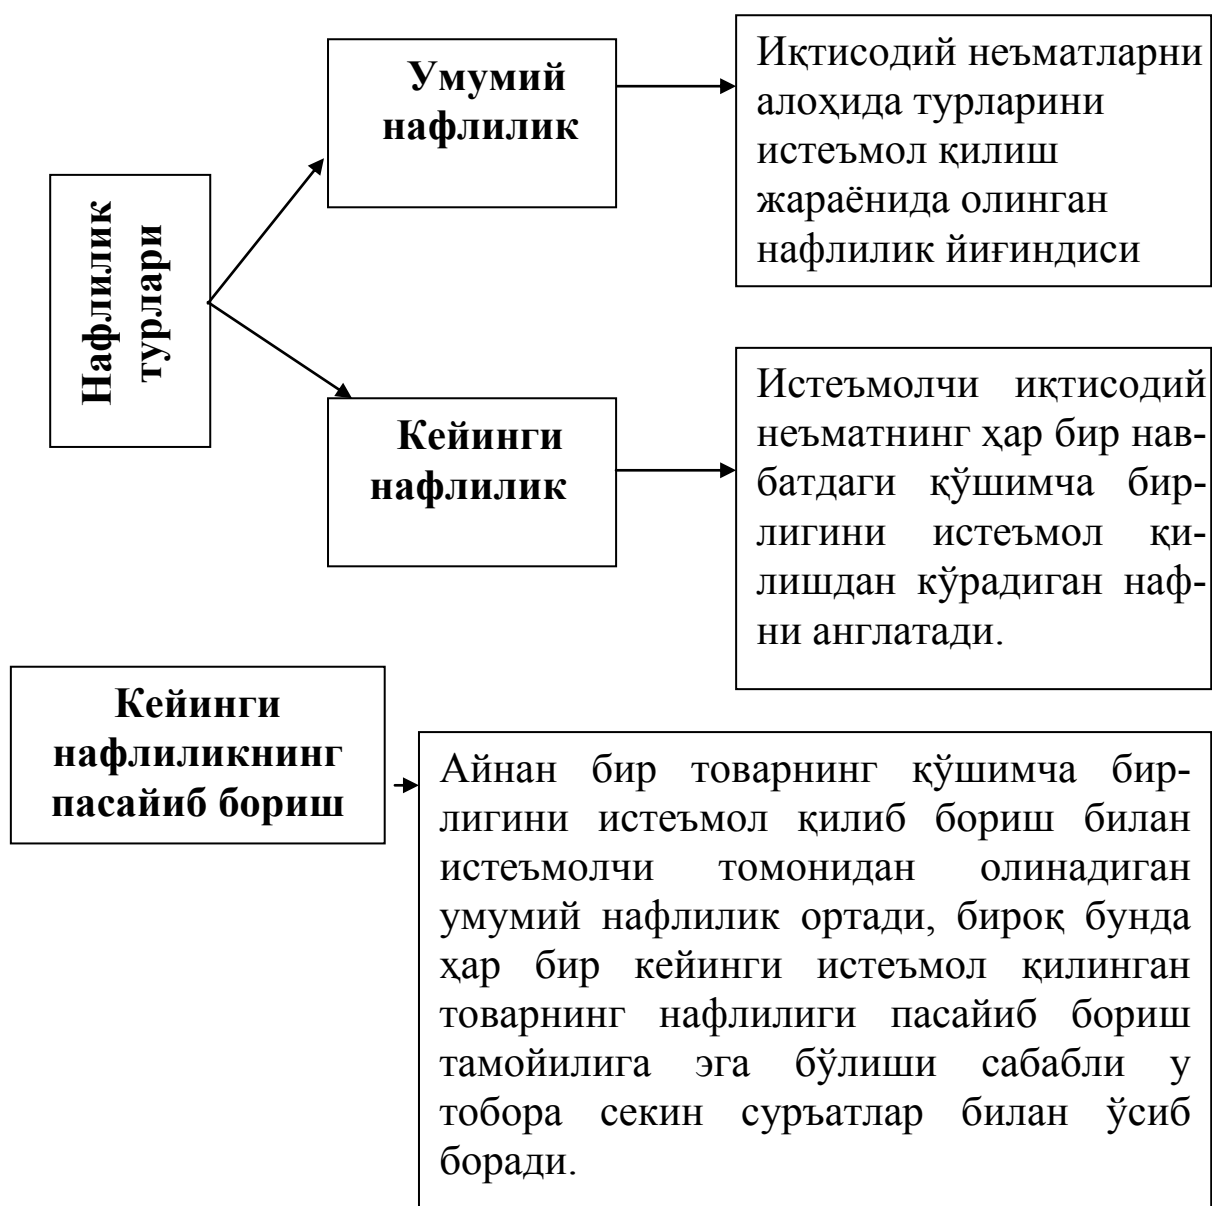 Нафлилик
турлари
Умумий
нафлилик
Иқтисодий неъматларни
алоҳида турларини
истеъмол қилиш
жараёнида олинган
нафлилик йиғиндиси
Кейинги
нафлилик
Истеъмолчи иқтисодий
неъматнинг ҳар бир нав-
батдаги қўшимча бир-
лигини истеъмол қи-
лишдан кўрадиган наф-
ни англатади.
Кейинги
нафлиликнинг
пасайиб бориш
Айнан бир товарнинг қўшимча бир-
лигини истеъмол қилиб бориш билан
истеъмолчи томонидан олинадиган
умумий нафлилик ортади, бироқ бунда
ҳар бир кейинги истеъмол қилинган
товарнинг нафлилиги пасайиб бориш
тамойилига эга бўлиши сабабли у
тобора секин суръатлар билан ўсиб
боради.